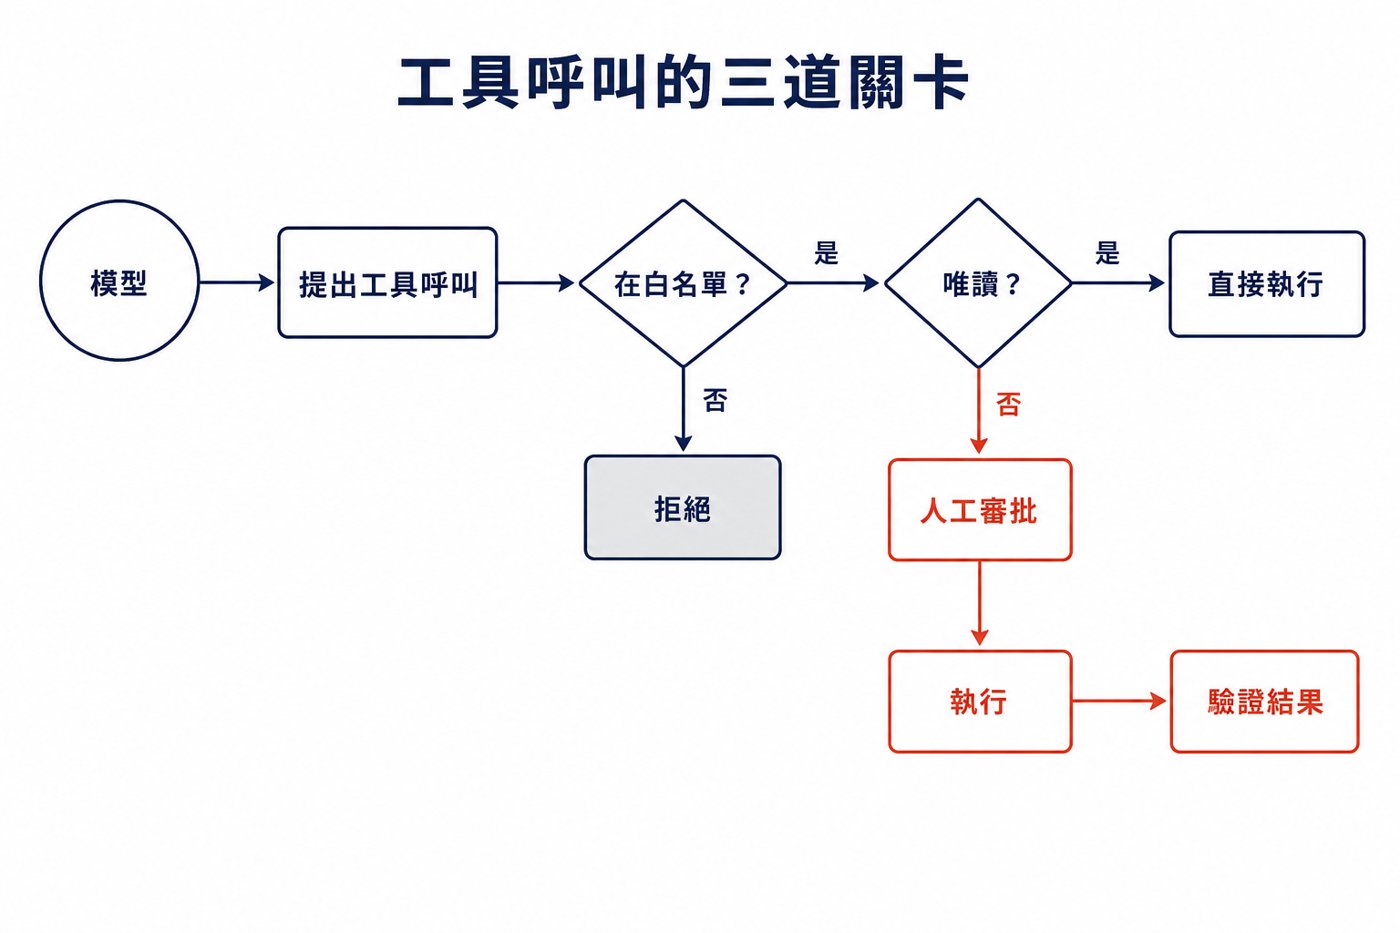 工具呼叫的三道關卡
模型
提出工具呼叫
在白名單？
是
唯讀？
是
直接執行
否
否
拒絕
人工審批
執行
驗證結果